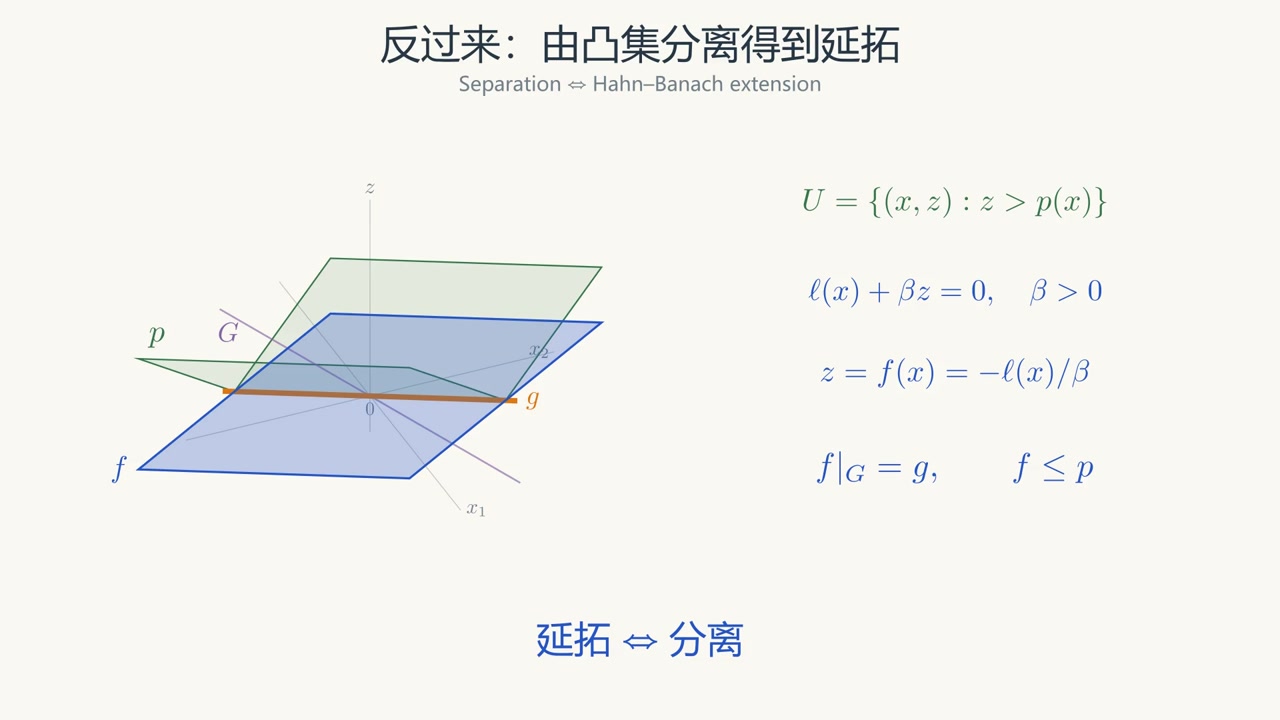 反过来：由凸集分离得到延拓
Separation ⇔ Hahn–Banach extension
z
U = {(x, z) : z > p(x)}
ℓ(x) + βz = 0, β > 0
p
G
x₂
z = f(x) = −ℓ(x)/β
g
0
f
f|_G = g, f ≤ p
x₁
延拓 ⇔ 分离